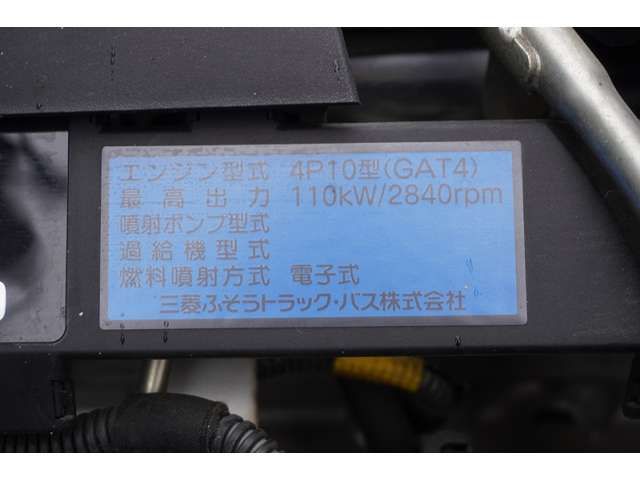 エンジン型式 4P10型(GAT4)
最高出力 110kW/2840rpm
噴射ポンプ型式
過給機型式
燃料噴射方式 電子式
三菱ふそうトラック・バス株式会社